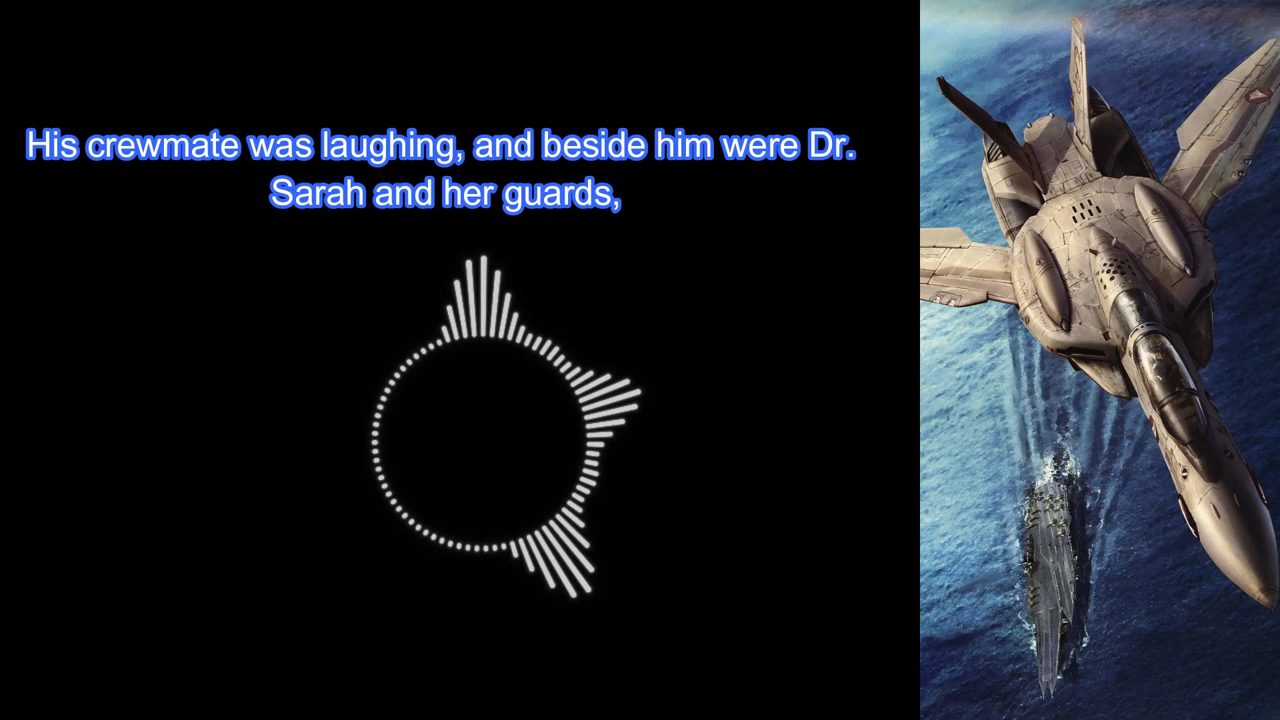 His crewmate was laughing, and beside him were Dr.
Sarah and her guards,